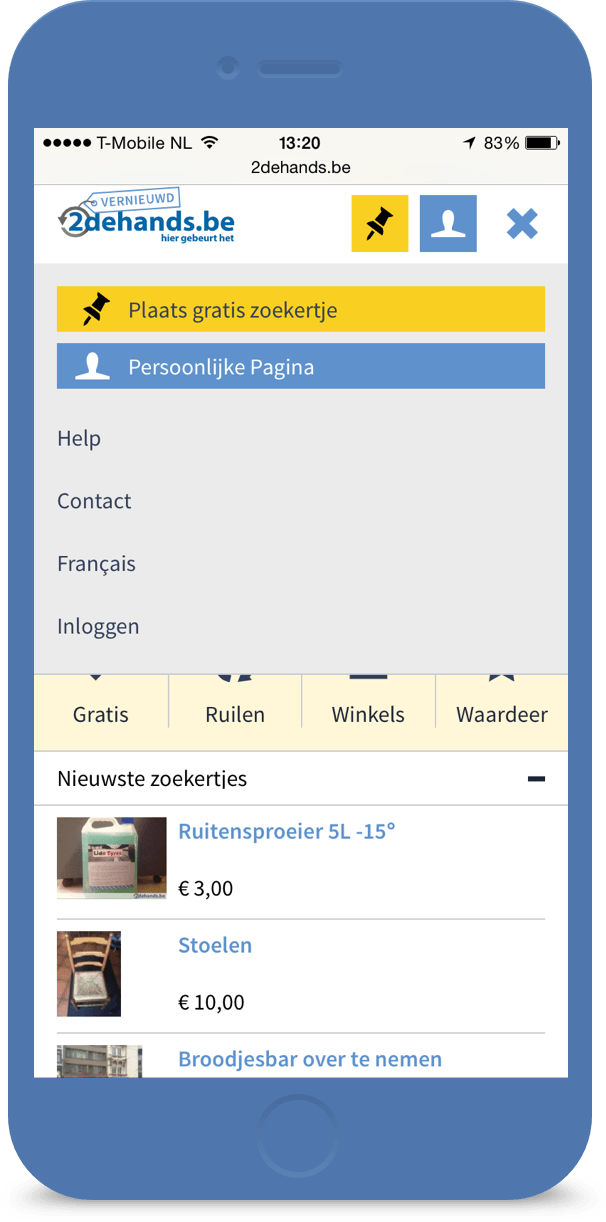 T-Mobile NL 13:20 83%
2dehands.be
VERNIEUWD
2dehands.be
hier gebeurt het
Plaats gratis zoekertje
Persoonlijke Pagina
Help
Contact
Français
Inloggen
Gratis Ruilen Winkels Waardeer
Nieuwste zoekertjes
Ruitensproeier 5L -15°
€ 3,00
Stoelen
€ 10,00
Broodjesbar over te nemen